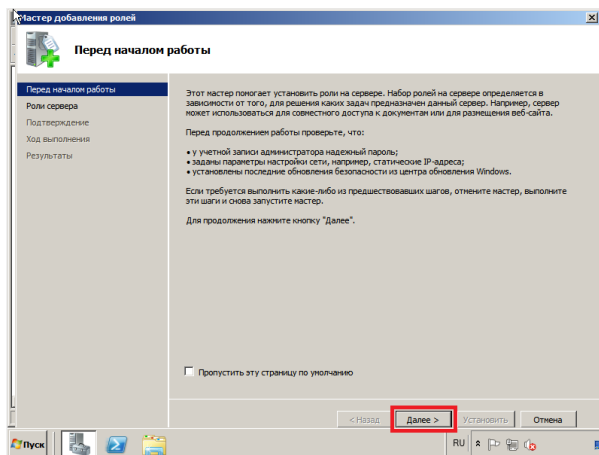 Мастер добавления ролей
Перед началом работы
Перед началом работы
Роли сервера
Подтверждение
Ход выполнения
Результаты
Этот мастер помогает установить роли на сервере. Набор ролей на сервере определяется в
зависимости от того, для решения каких задач предназначен данный сервер. Например, сервер
может использоваться для совместного доступа к документам или для размещения веб-сайта.
Перед продолжением работы проверьте, что:
• у учетной записи администратора надежный пароль;
• заданы параметры настройки сети, например, статические IP-адреса;
• установлены последние обновления безопасности из центра обновления Windows.
Если требуется выполнить какие-либо из предшествовавших шагов, отмените мастер, выполните
эти шаги и снова запустите мастер.
Для продолжения нажмите кнопку "Далее".
Пропустить эту страницу по умолчанию
< Назад Далее > Установить Отмена
Пуск RU